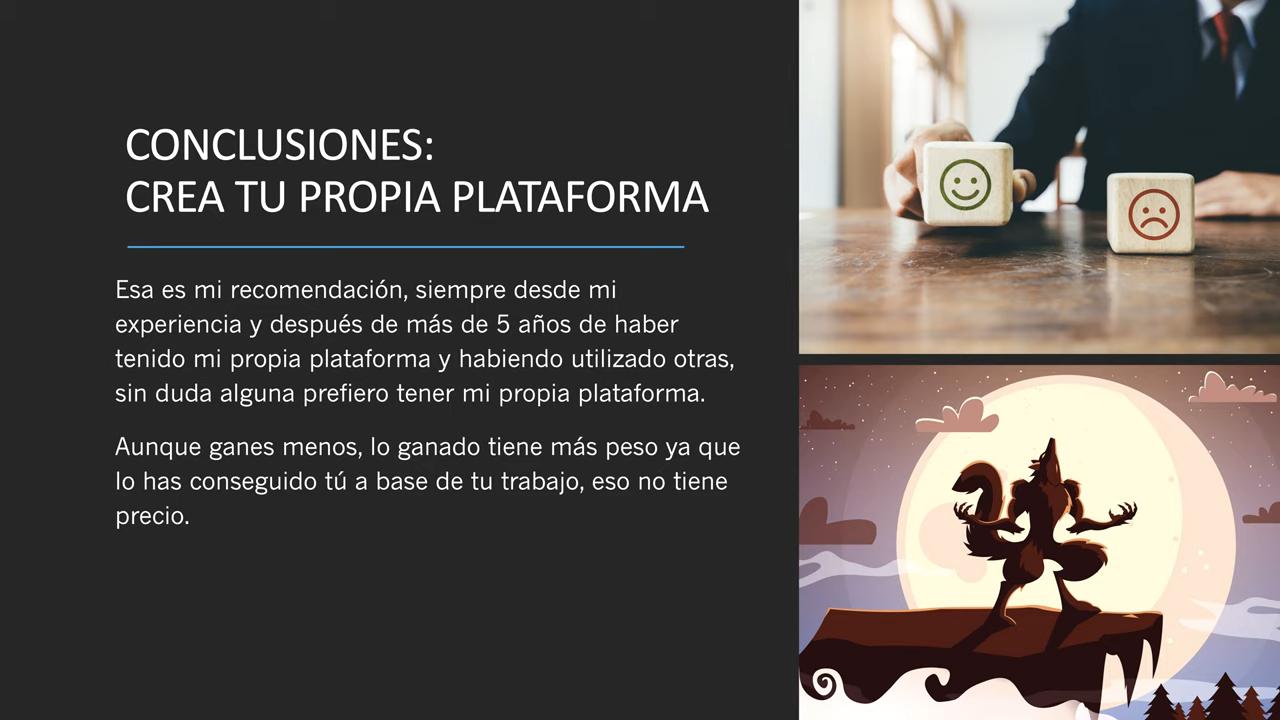 CONCLUSIONES:
CREA TU PROPIA PLATAFORMA
Esa es mi recomendación, siempre desde mi
experiencia y después de más de 5 años de haber
tenido mi propia plataforma y habiendo utilizado otras,
sin duda alguna prefiero tener mi propia plataforma.
Aunque ganes menos, lo ganado tiene más peso ya que
lo has conseguido tú a base de tu trabajo, eso no tiene
precio.